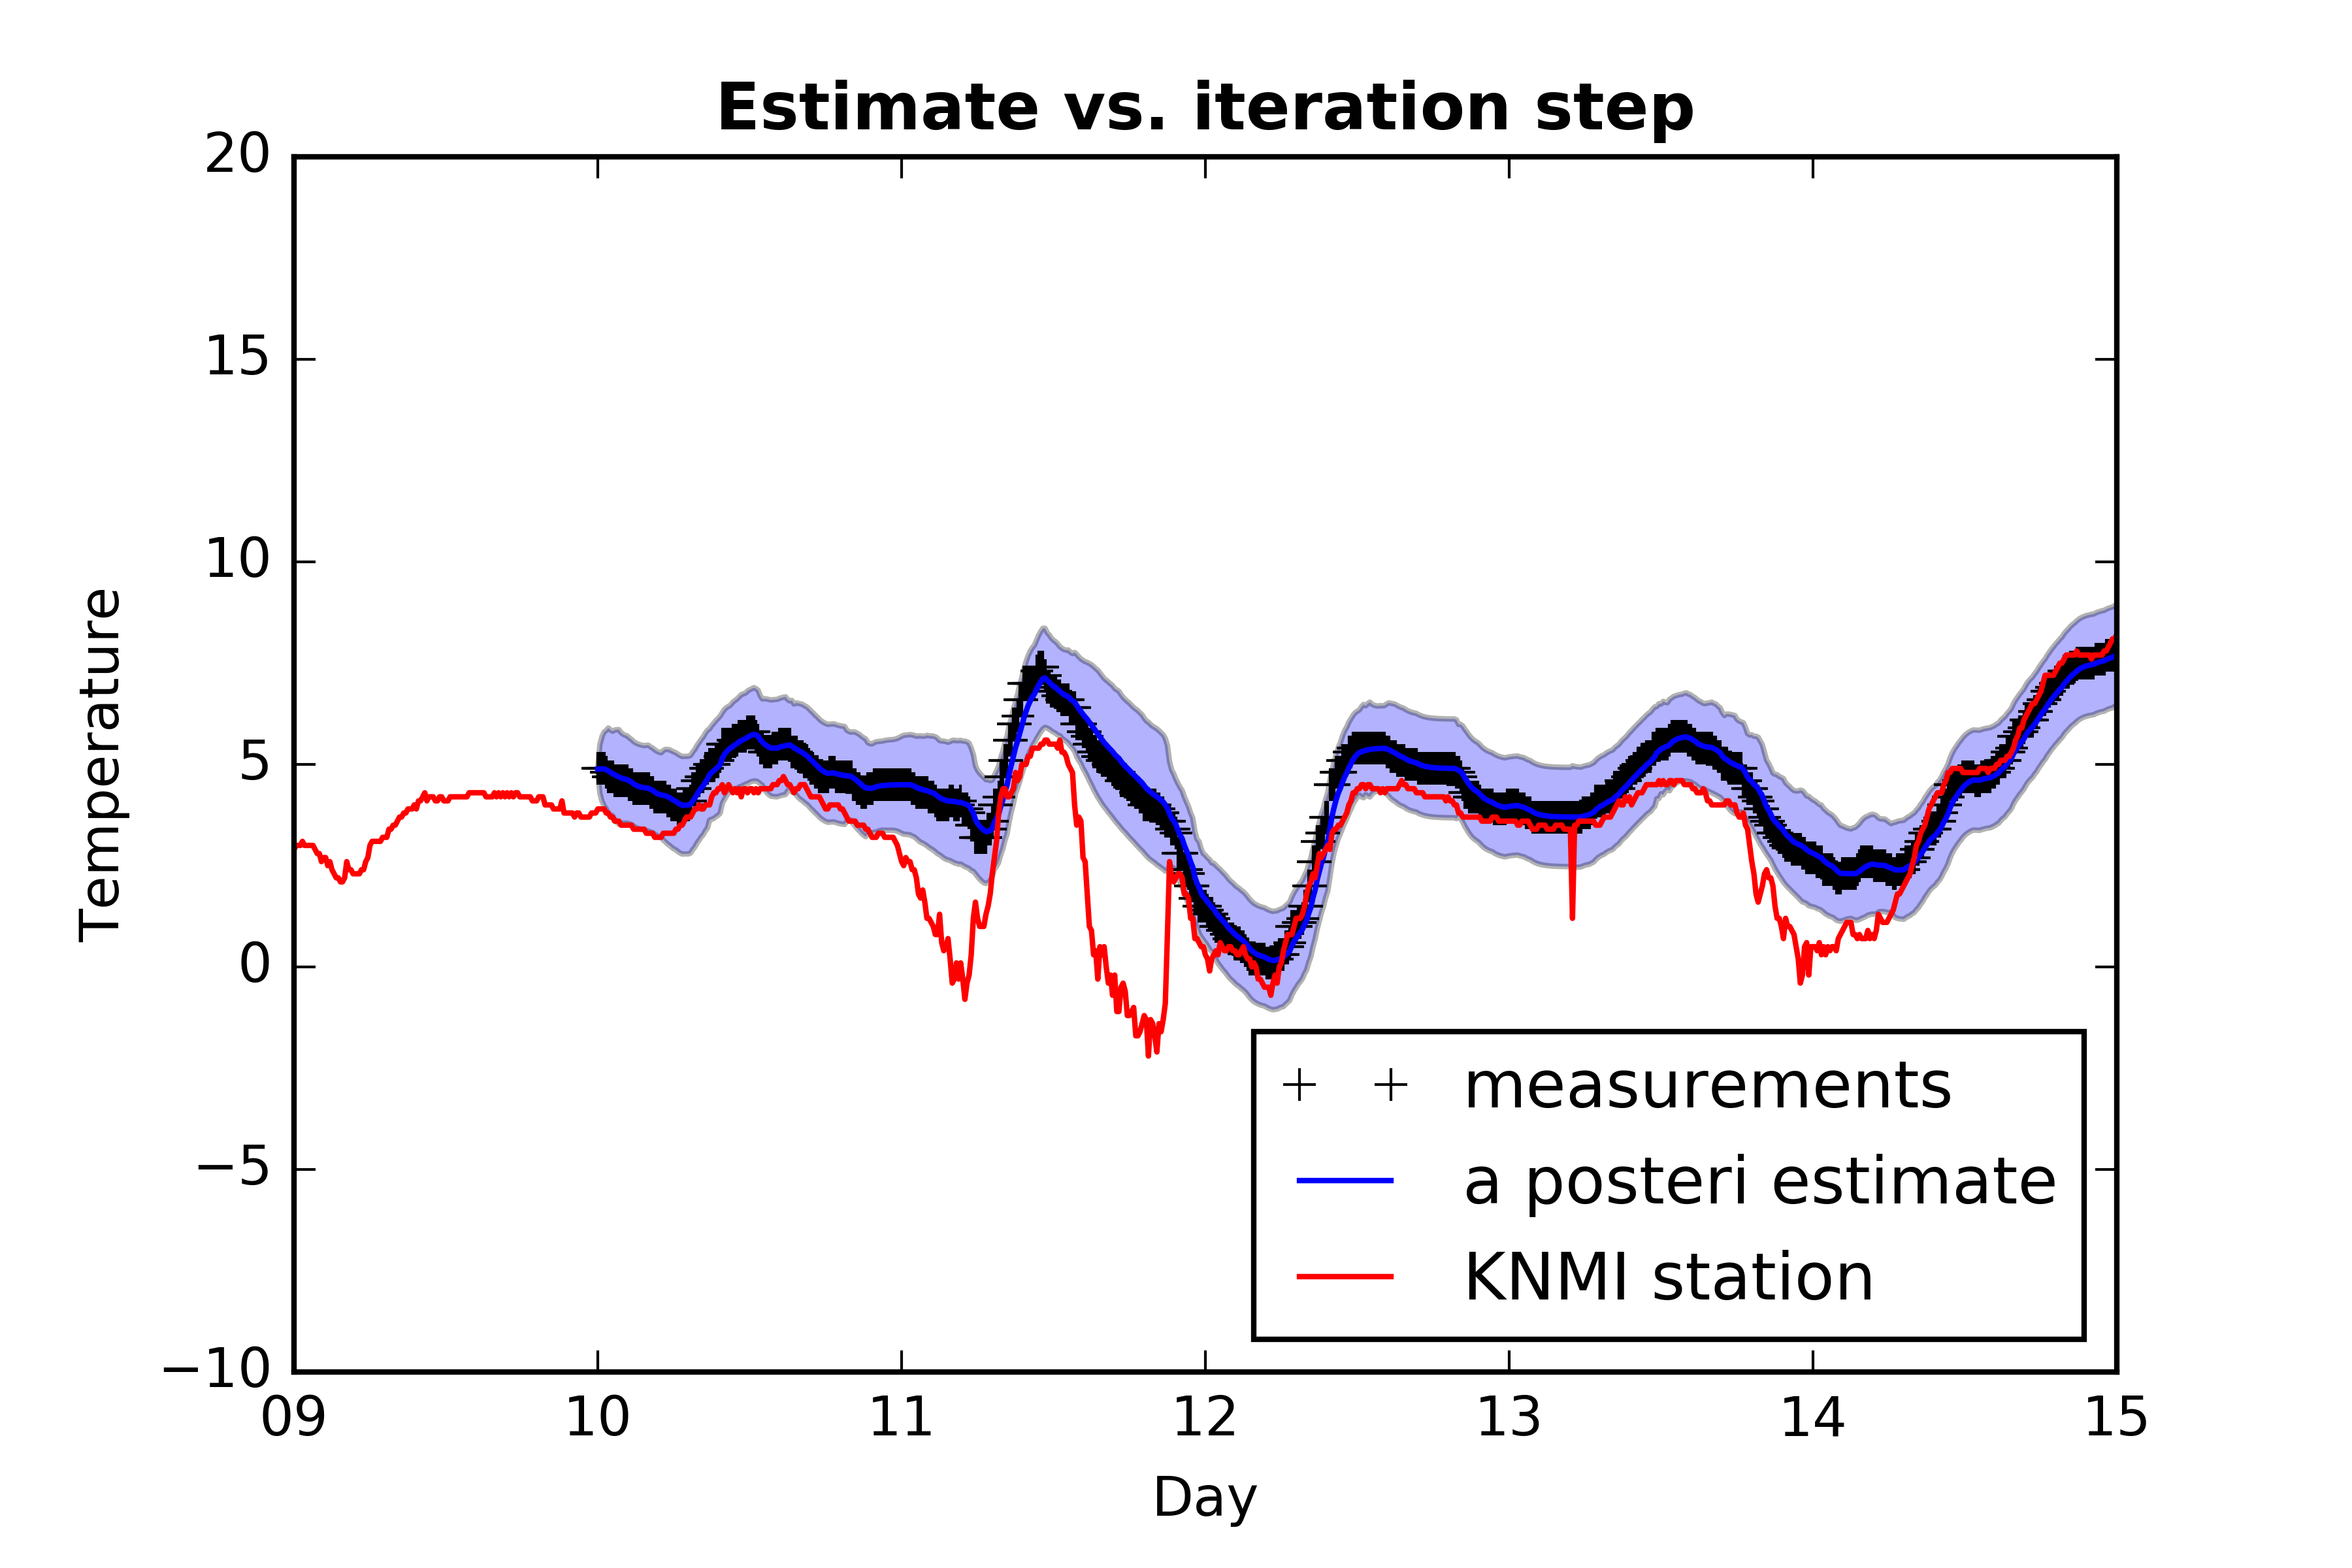 Estimate vs. iteration step
20
15
10
5
0
−5
−10
Temperature
measurements
a posteri estimate
KNMI station
09 10 11 12 13 14 15
Day